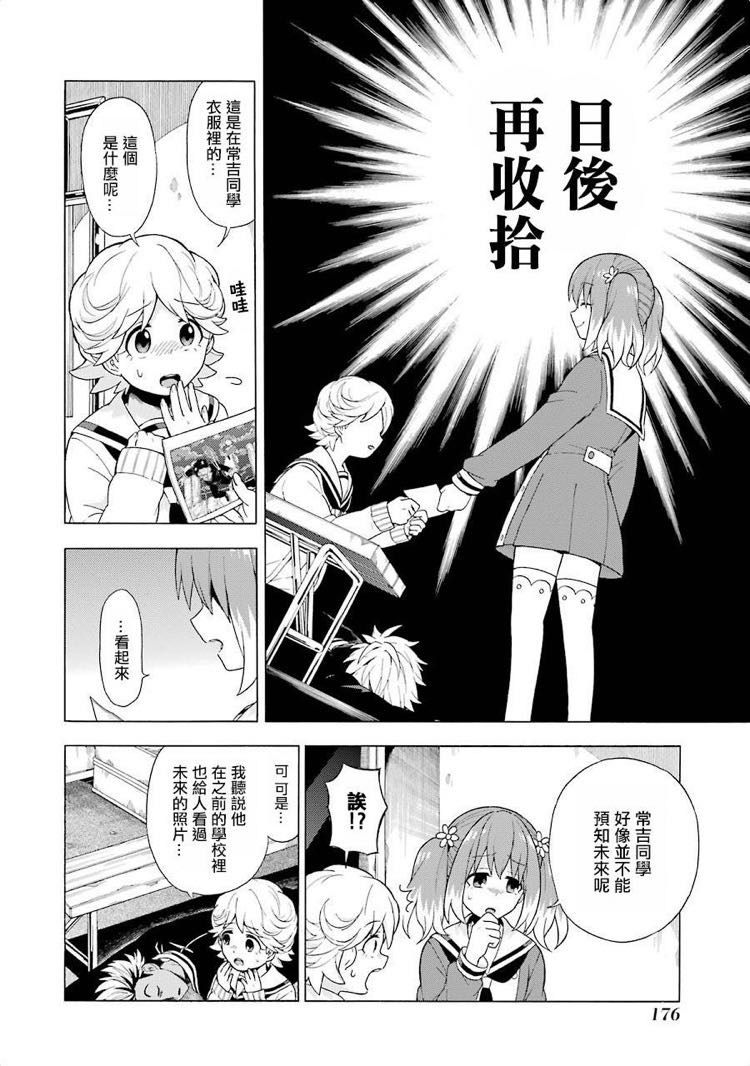 日後
再收拾
這是在常吉同學
衣服裡的…
這個
是什麼呢…
哇哇
…看起來
常吉同學
好像並不能
預知未來呢
誒!?
可可是…
我聽說他
在之前的學校裡
也給人看過
未來的照片…
176